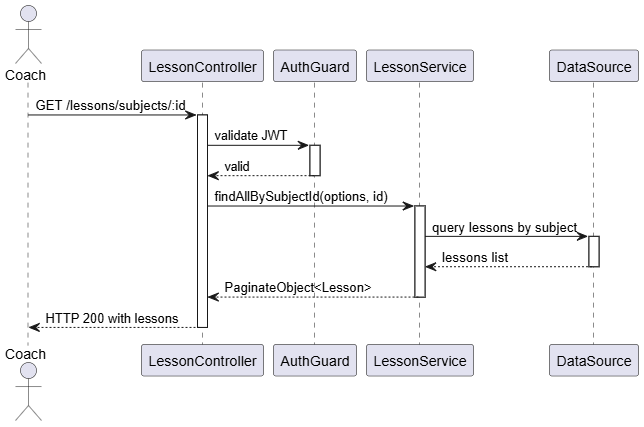 Coach
LessonController
AuthGuard
LessonService
DataSource
GET /lessons/subjects/:id
validate JWT
valid
findAllBySubjectId(options, id)
query lessons by subject
lessons list
PaginateObject<Lesson>
HTTP 200 with lessons
Coach
LessonController
AuthGuard
LessonService
DataSource